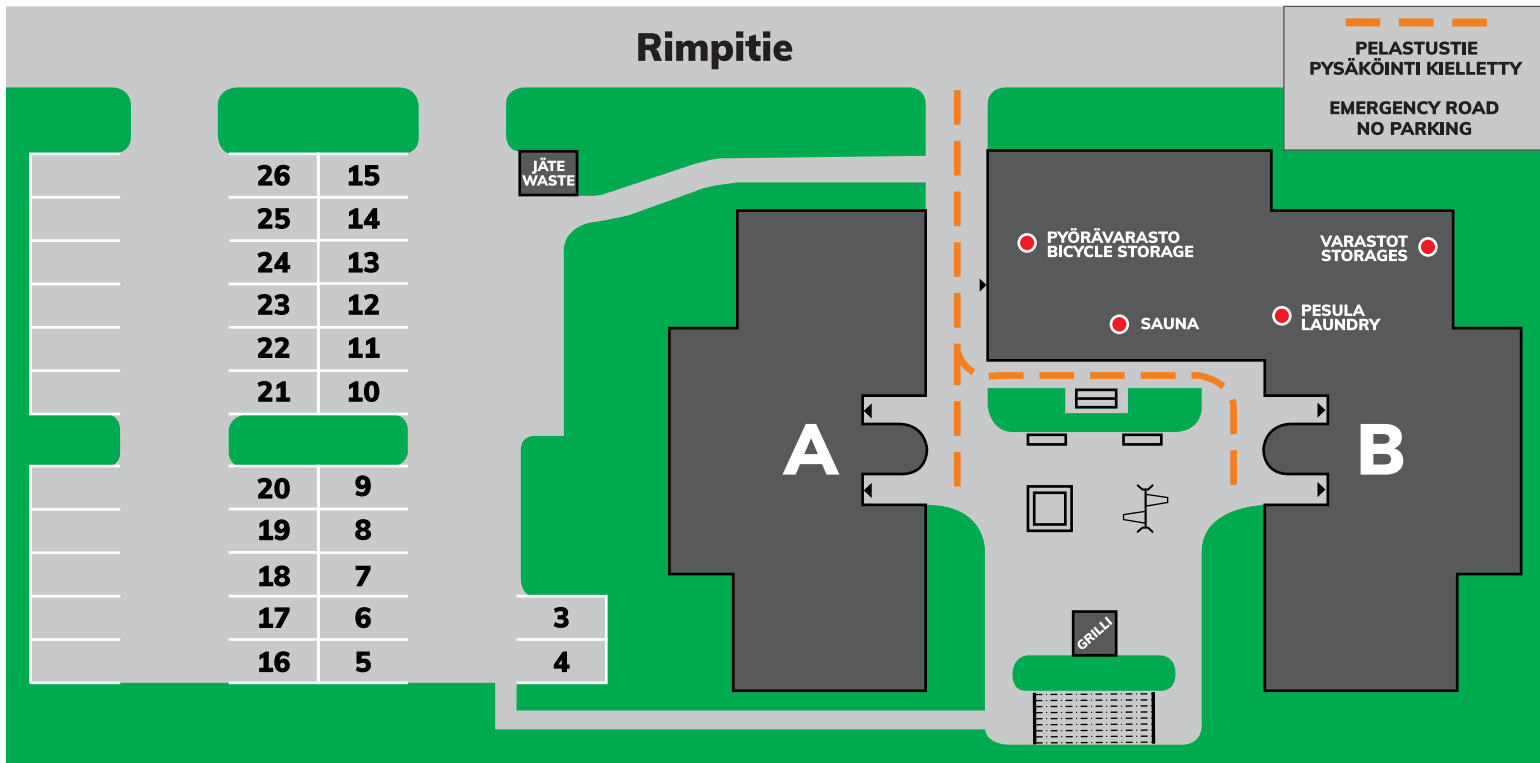 Rimpitie
PELASTUSTIE
PYSÄKÖINTI KIELLETTY
EMERGENCY ROAD
NO PARKING
JÄTE
WASTE
26 15
25 14
24 13
23 12
22 11
21 10
20 9
19 8
18 7
17 6
16 5
3
4
PYÖRÄVARASTO
BICYCLE STORAGE
VARASTOT
STORAGES
SAUNA
PESULA
LAUNDRY
A
B
GRILLI